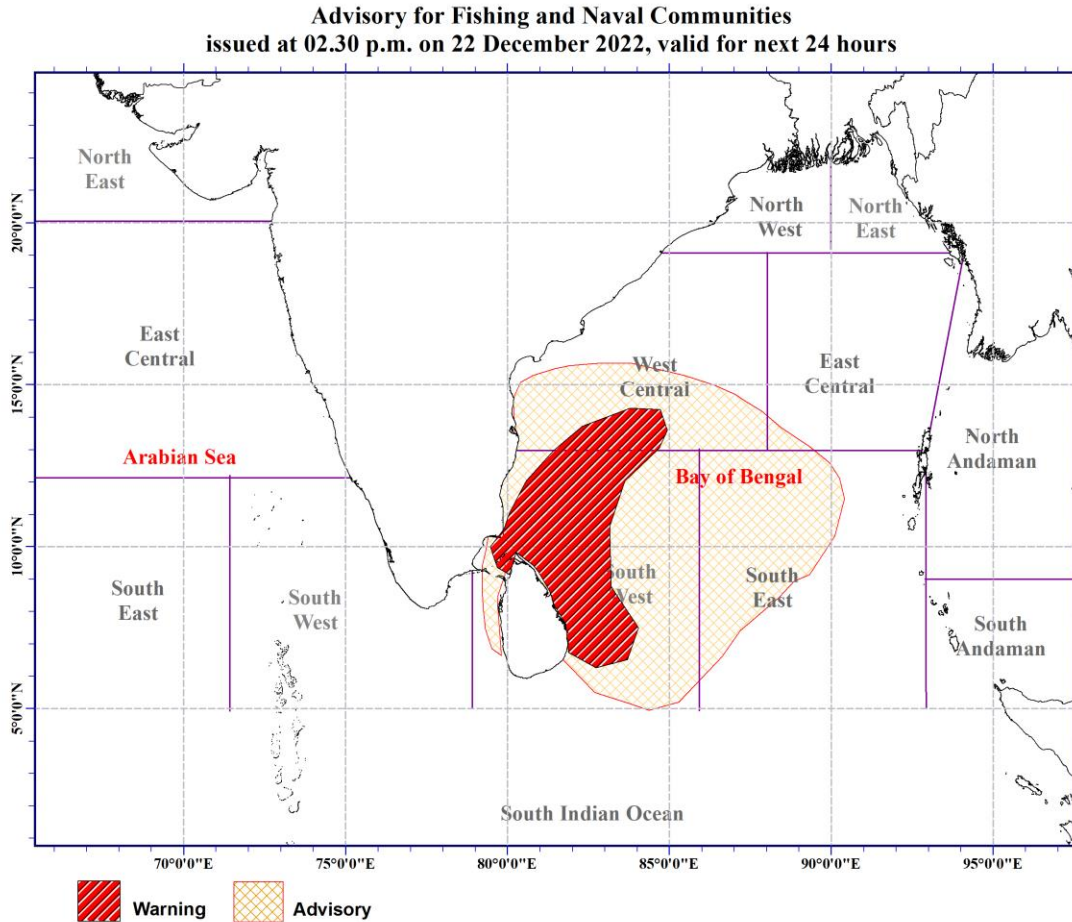 Advisory for Fishing and Naval Communities
issued at 02.30 p.m. on 22 December 2022, valid for next 24 hours
North
East
North
West
North
East
20°0'0"N
East
Central
West
Central
East
Central
15°0'0"N
Arabian Sea
Bay of Bengal
North
Andaman
10°0'0"N
South
East
South
West
South
West
South
East
South
Andaman
5°0'0"N
South Indian Ocean
70°0'0"E
75°0'0"E
80°0'0"E
85°0'0"E
90°0'0"E
95°0'0"E
Warning
Advisory